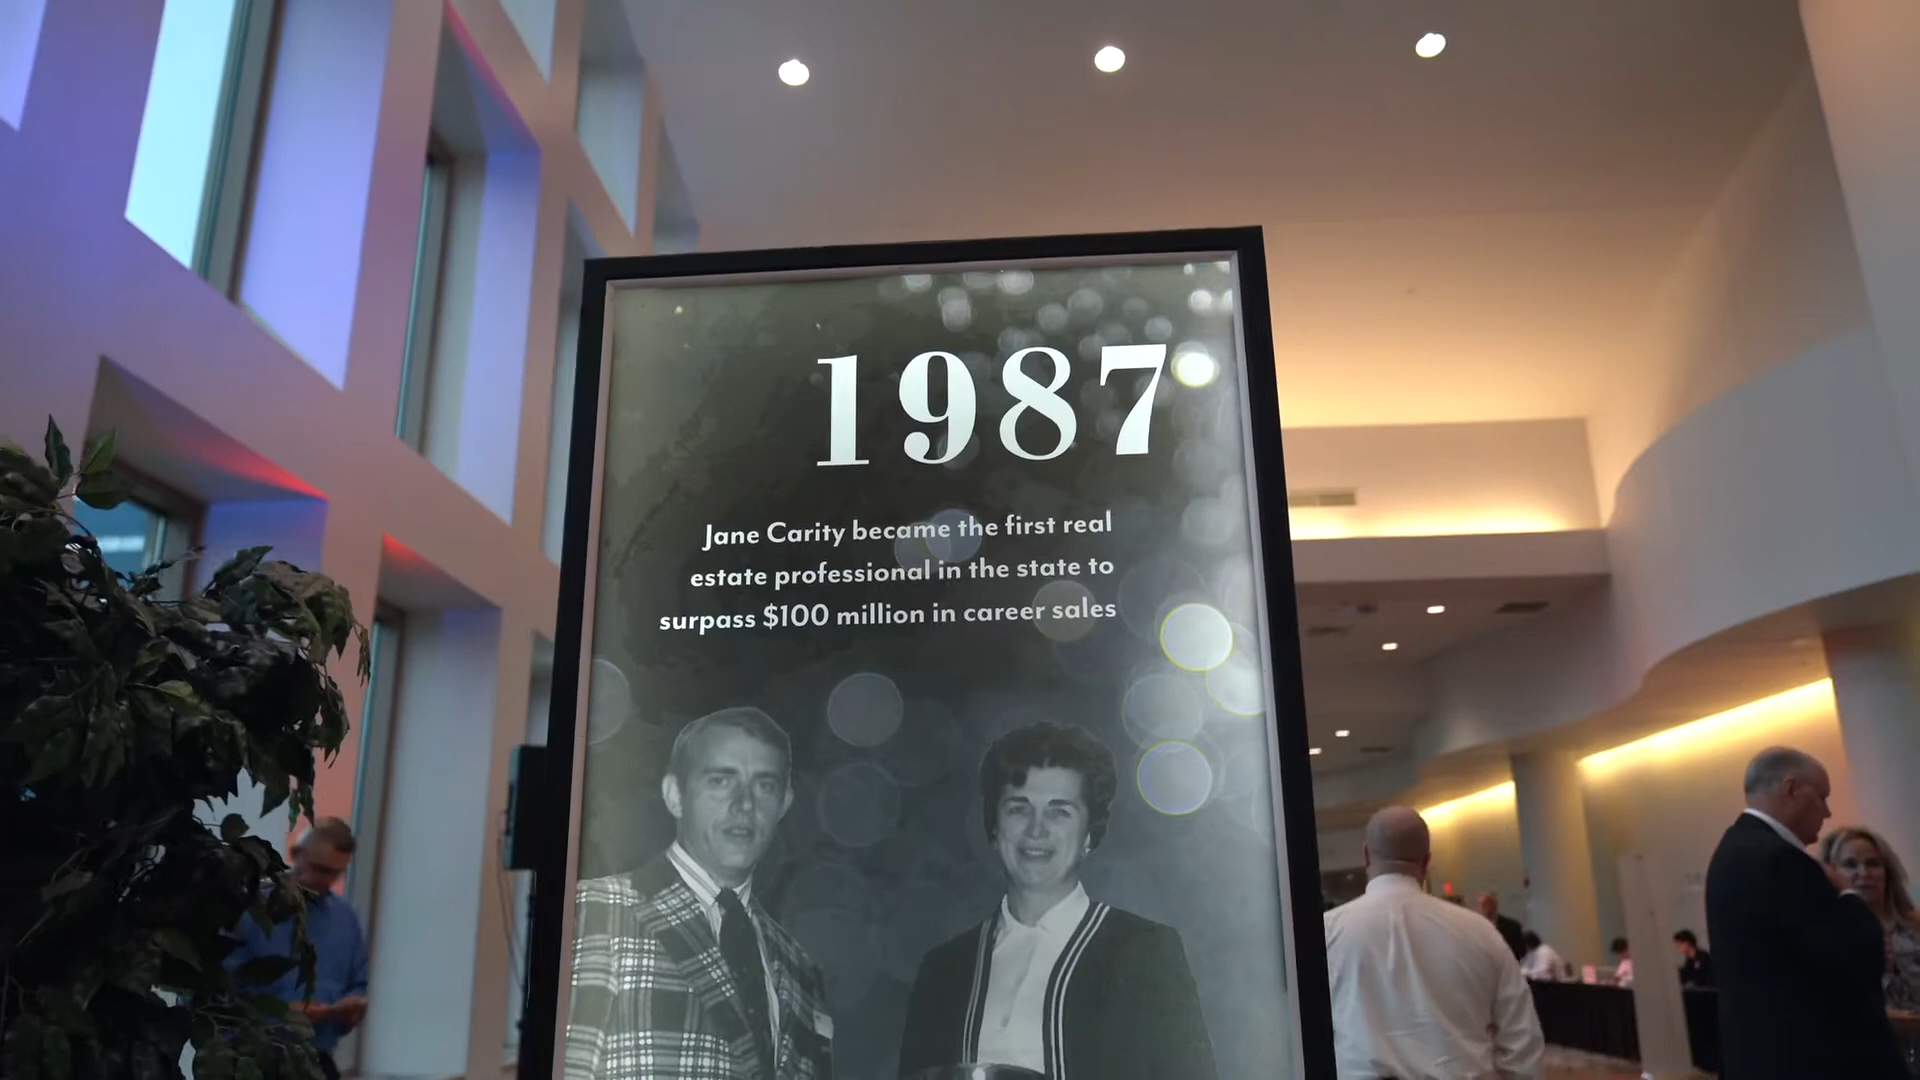 1987
Jane Carity became the first real
estate professional in the state to
surpass $100 million in career sales